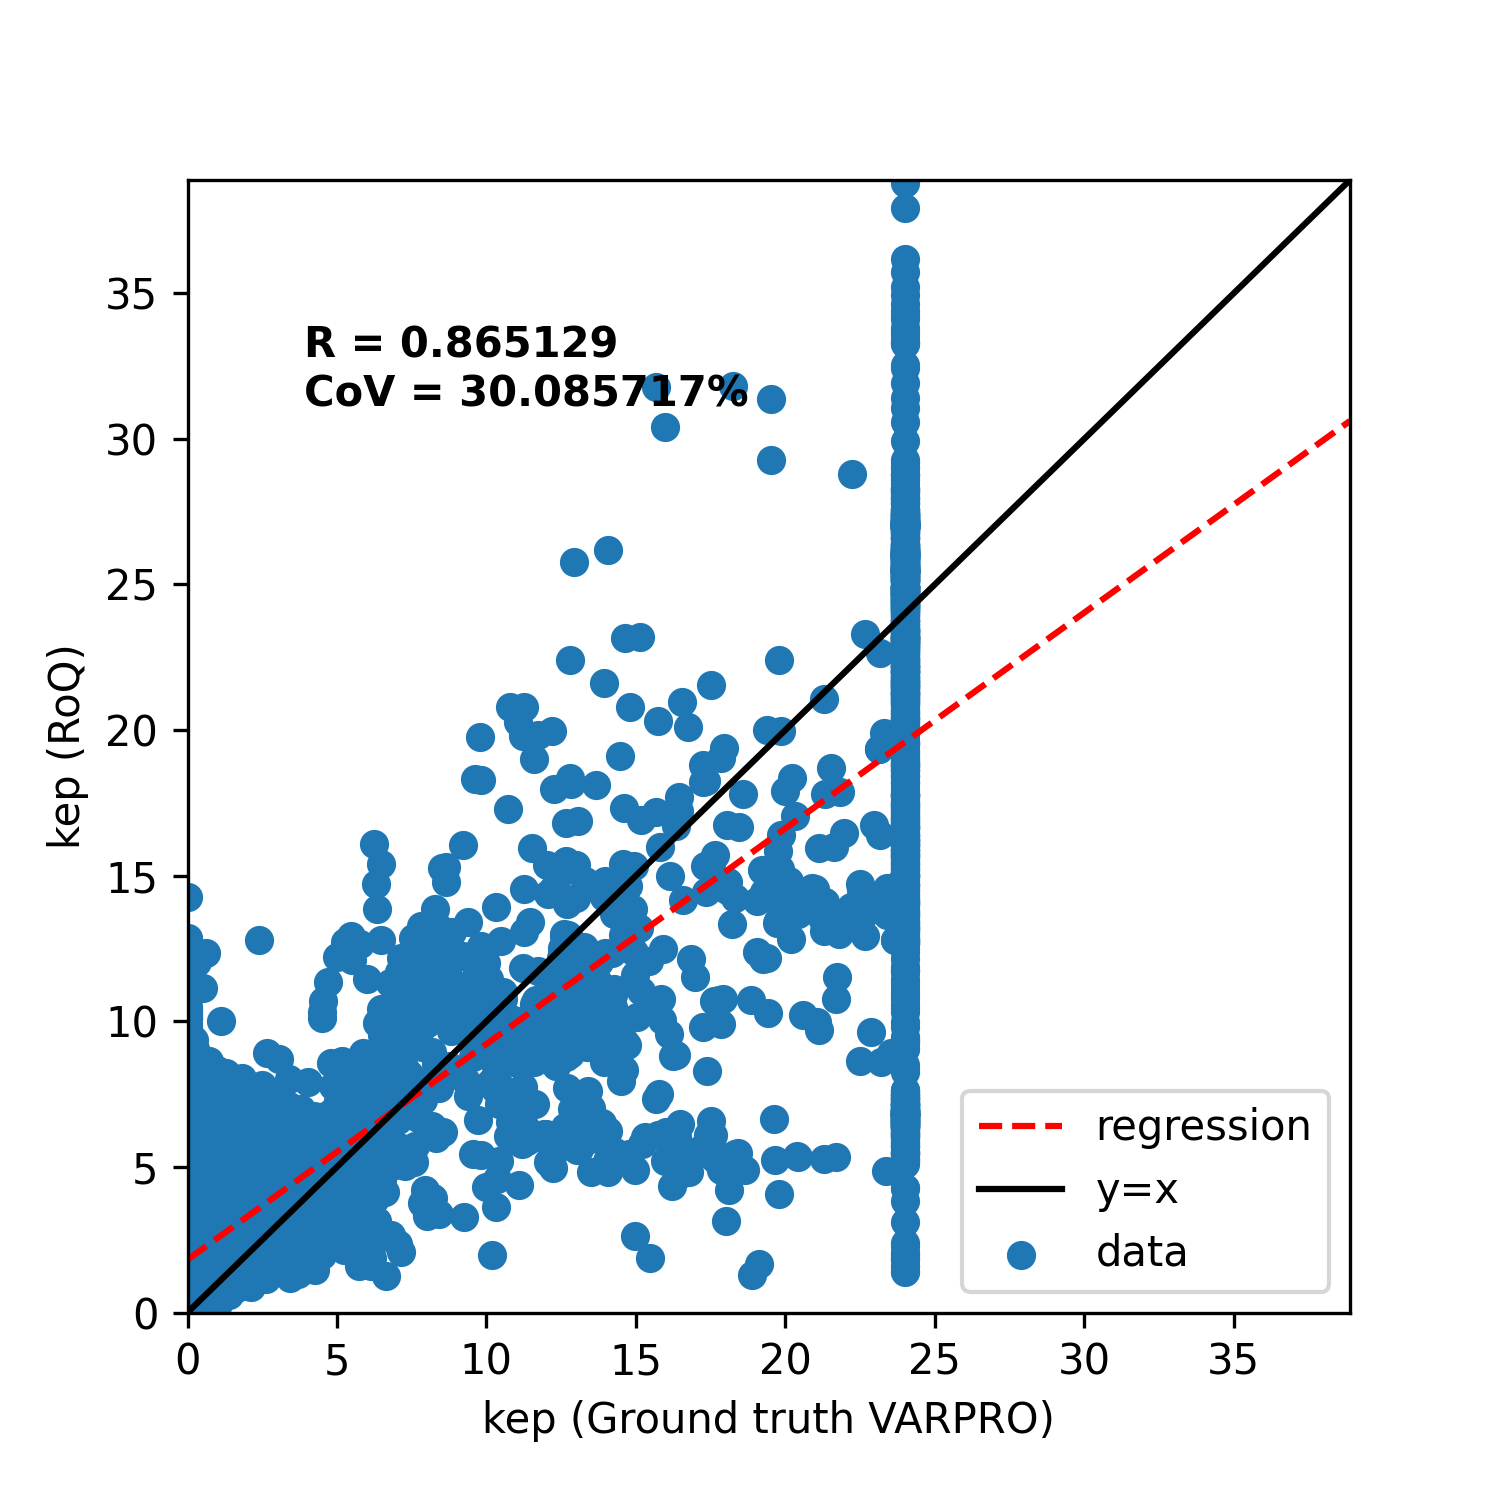 R = 0.865129
CoV = 30.085717%
35
30
25
20
15
10
5
0
kep (RoQ)
regression
y=x
data
0 5 10 15 20 25 30 35
kep (Ground truth VARPRO)